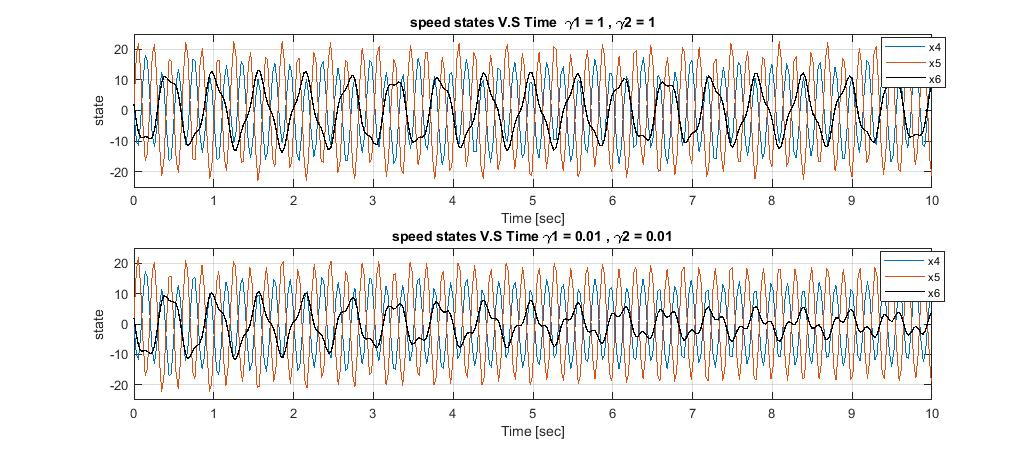 speed states V.S Time γ1 = 1 , γ2 = 1
x4
x5
x6
state
20
10
0
-10
-20
0 1 2 3 4 5 6 7 8 9 10
Time [sec]
speed states V.S Time γ1 = 0.01 , γ2 = 0.01
x4
x5
x6
state
20
10
0
-10
-20
0 1 2 3 4 5 6 7 8 9 10
Time [sec]